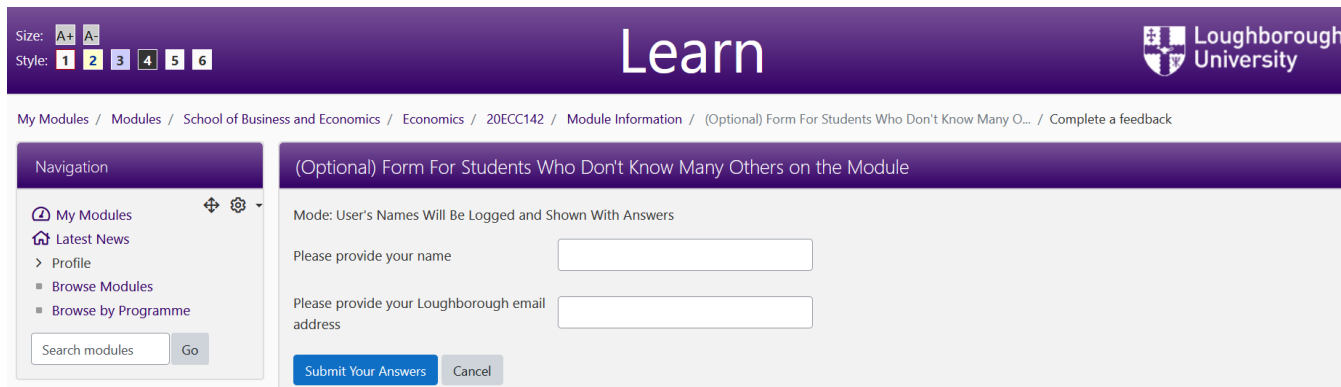 Size: A+ A-
Style: 1 2 3 4 5 6
Learn
Loughborough
University
My Modules / Modules / School of Business and Economics / Economics / 20ECC142 / Module Information / (Optional) Form For Students Who Don't Know Many O... / Complete a feedback
Navigation
My Modules
Latest News
Profile
Browse Modules
Browse by Programme
Search modules Go
(Optional) Form For Students Who Don't Know Many Others on the Module
Mode: User's Names Will Be Logged and Shown With Answers
Please provide your name
Please provide your Loughborough email
address
Submit Your Answers Cancel